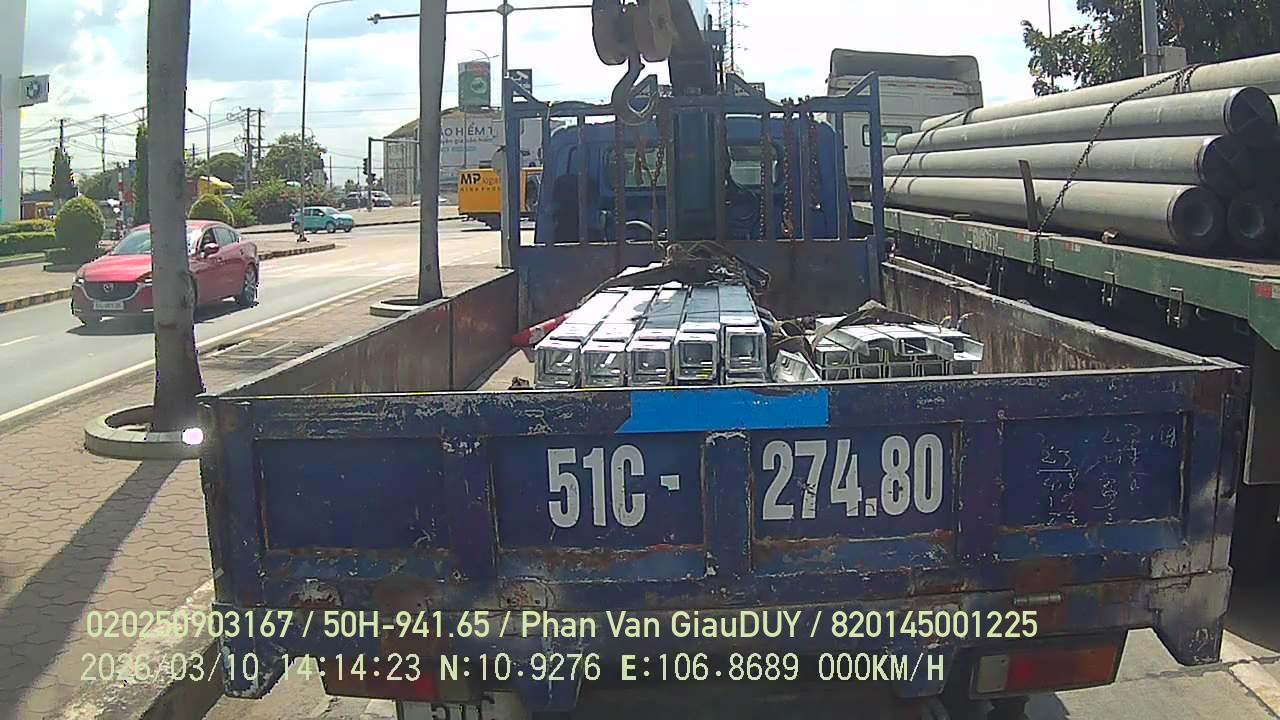 MP
51C- 274.80
020250903167 / 50H-941.65 / Phan Van GiauDUY / 820145001225
2026/03/10 14:14:23 N:10.9276 E:106.8689 000KM/H